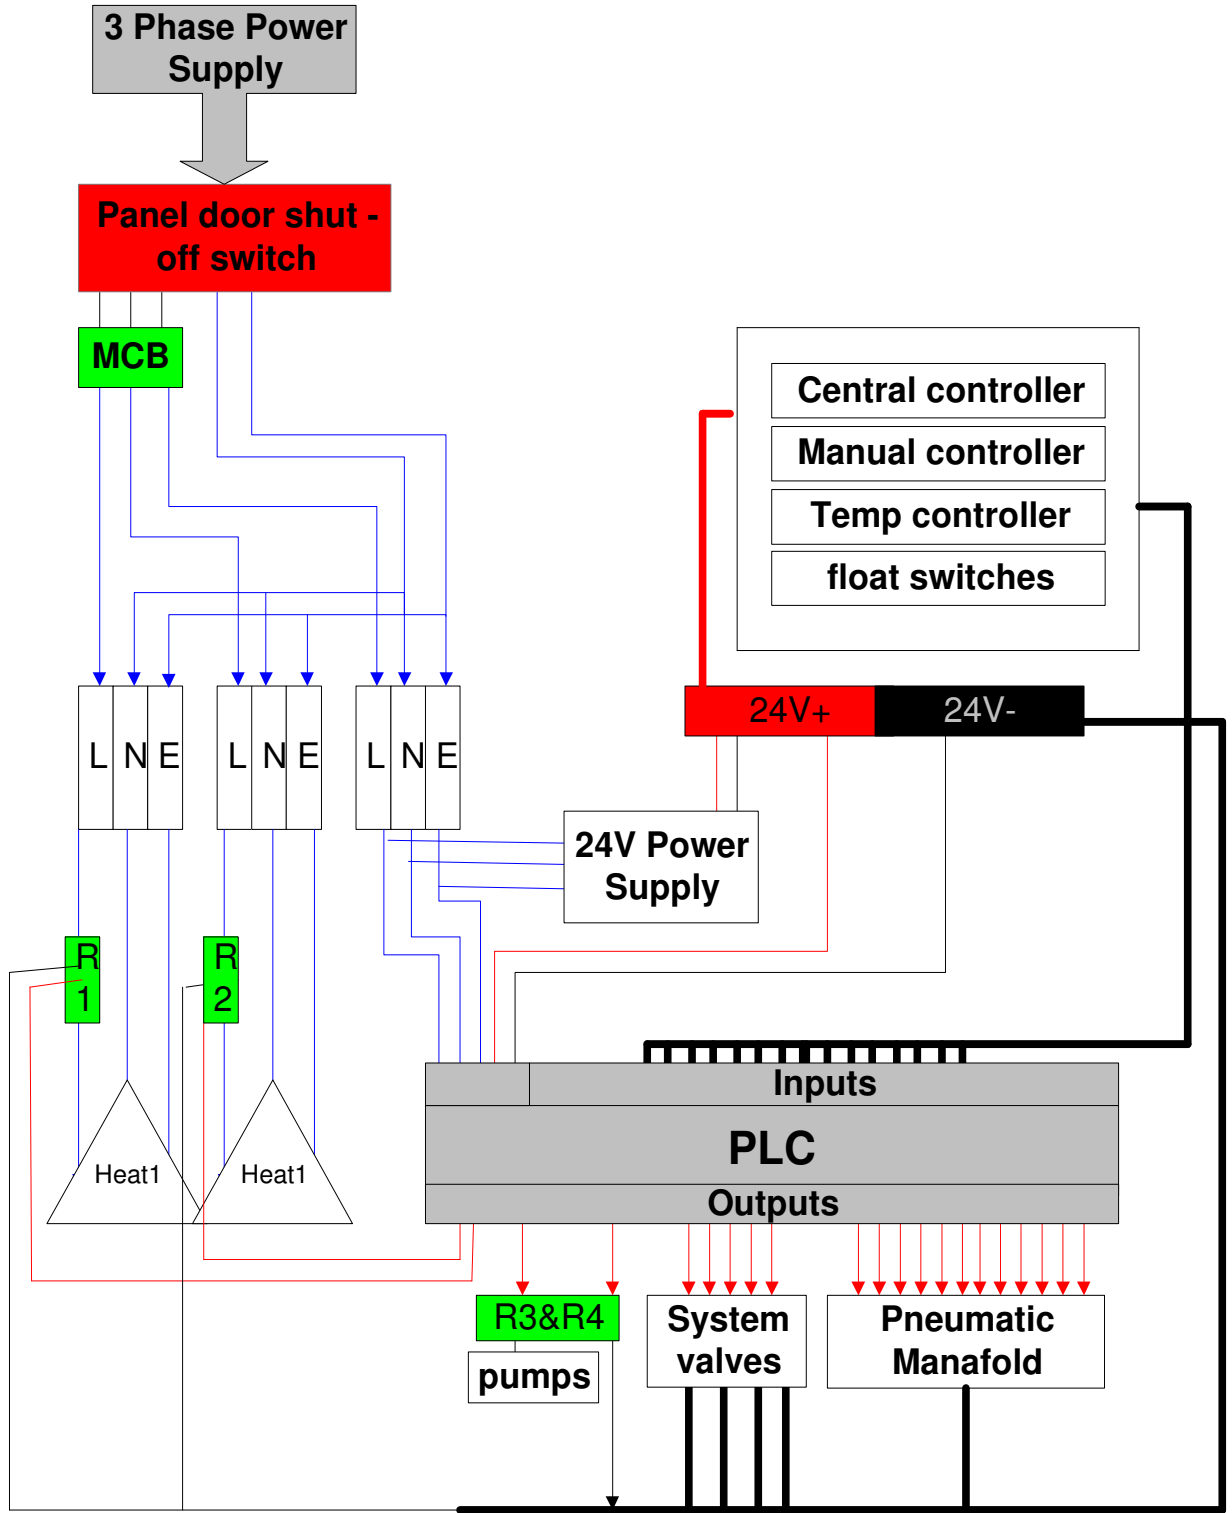 3 Phase Power
Supply
Panel door shut -
off switch
MCB
Central controller
Manual controller
Temp controller
float switches
24V+
24V-
L N E
L N E
L N E
24V Power
Supply
R
1
R
2
Inputs
PLC
Outputs
Heat1
Heat1
R3&R4
pumps
System
valves
Pneumatic
Manafold